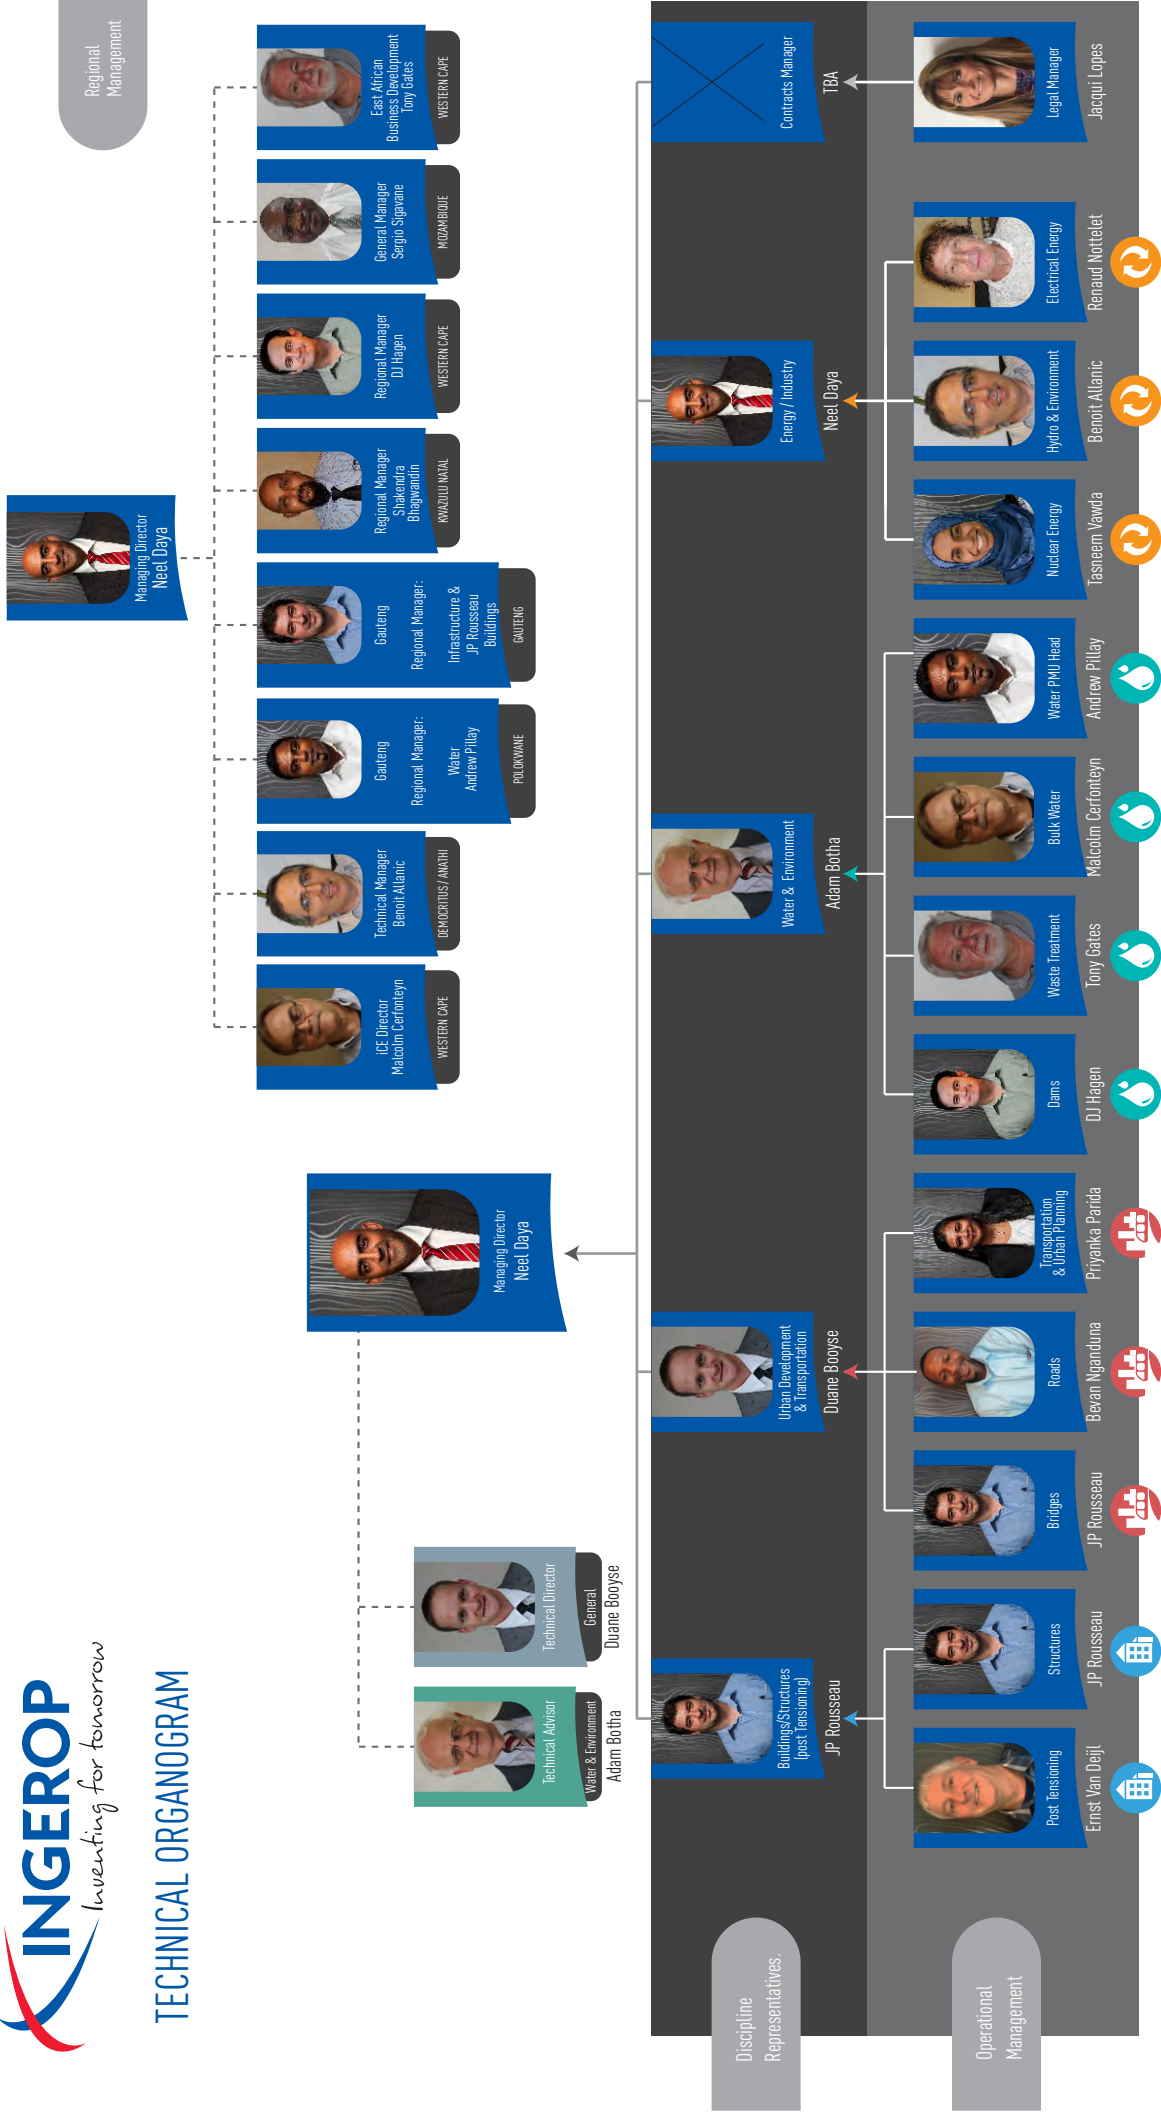 INGEROP
Inventing for tomorrow
TECHNICAL ORGANOGRAM
Regional
Management
Managing Director
Neel Daya
iCE Director
Malcolm Cerfonteyn
WESTERN CAPE
Technical Manager
Benoit Allanic
DEMOCRITUS / ANATHI
Gauteng
Regional Manager:
Water
Andrew Pillay
POLOKWANE
Gauteng
Regional Manager:
Infrastructure &
JP Rousseau
Buildings
GAUTENG
Regional Manager
Shakendra
Bhagwandin
KWAZULU NATAL
Regional Manager
DJ Hagen
WESTERN CAPE
General Manager
Sergio Sigavane
MOZAMBIQUE
East African
Business Development
Tony Gates
WESTERN CAPE
Managing Director
Neel Daya
Technical Advisor
Water & Environment
Adam Botha
Technical Director
General
Duane Booyse
Discipline
Representatives.
Buildings/Structures
(post Tensioning)
JP Rousseau
Urban Development
& Transportation
Duane Booyse
Water & Environment
Adam Botha
Energy / Industry
Neel Daya
Contracts Manager
TBA
Operational
Management
Post Tensioning
Ernst Van Deijl
Structures
JP Rousseau
Bridges
JP Rousseau
Roads
Bevan Nganduna
Transportation
& Urban Planning
Priyanka Parida
Dams
DJ Hagen
Waste Treatment
Tony Gates
Bulk Water
Malcolm Cerfonteyn
Water PMU Head
Andrew Pillay
Nuclear Energy
Tasneem Vawda
Hydro & Environment
Benoit Allanic
Electrical Energy
Renaud Nottelet
Legal Manager
Jacqui Lopes